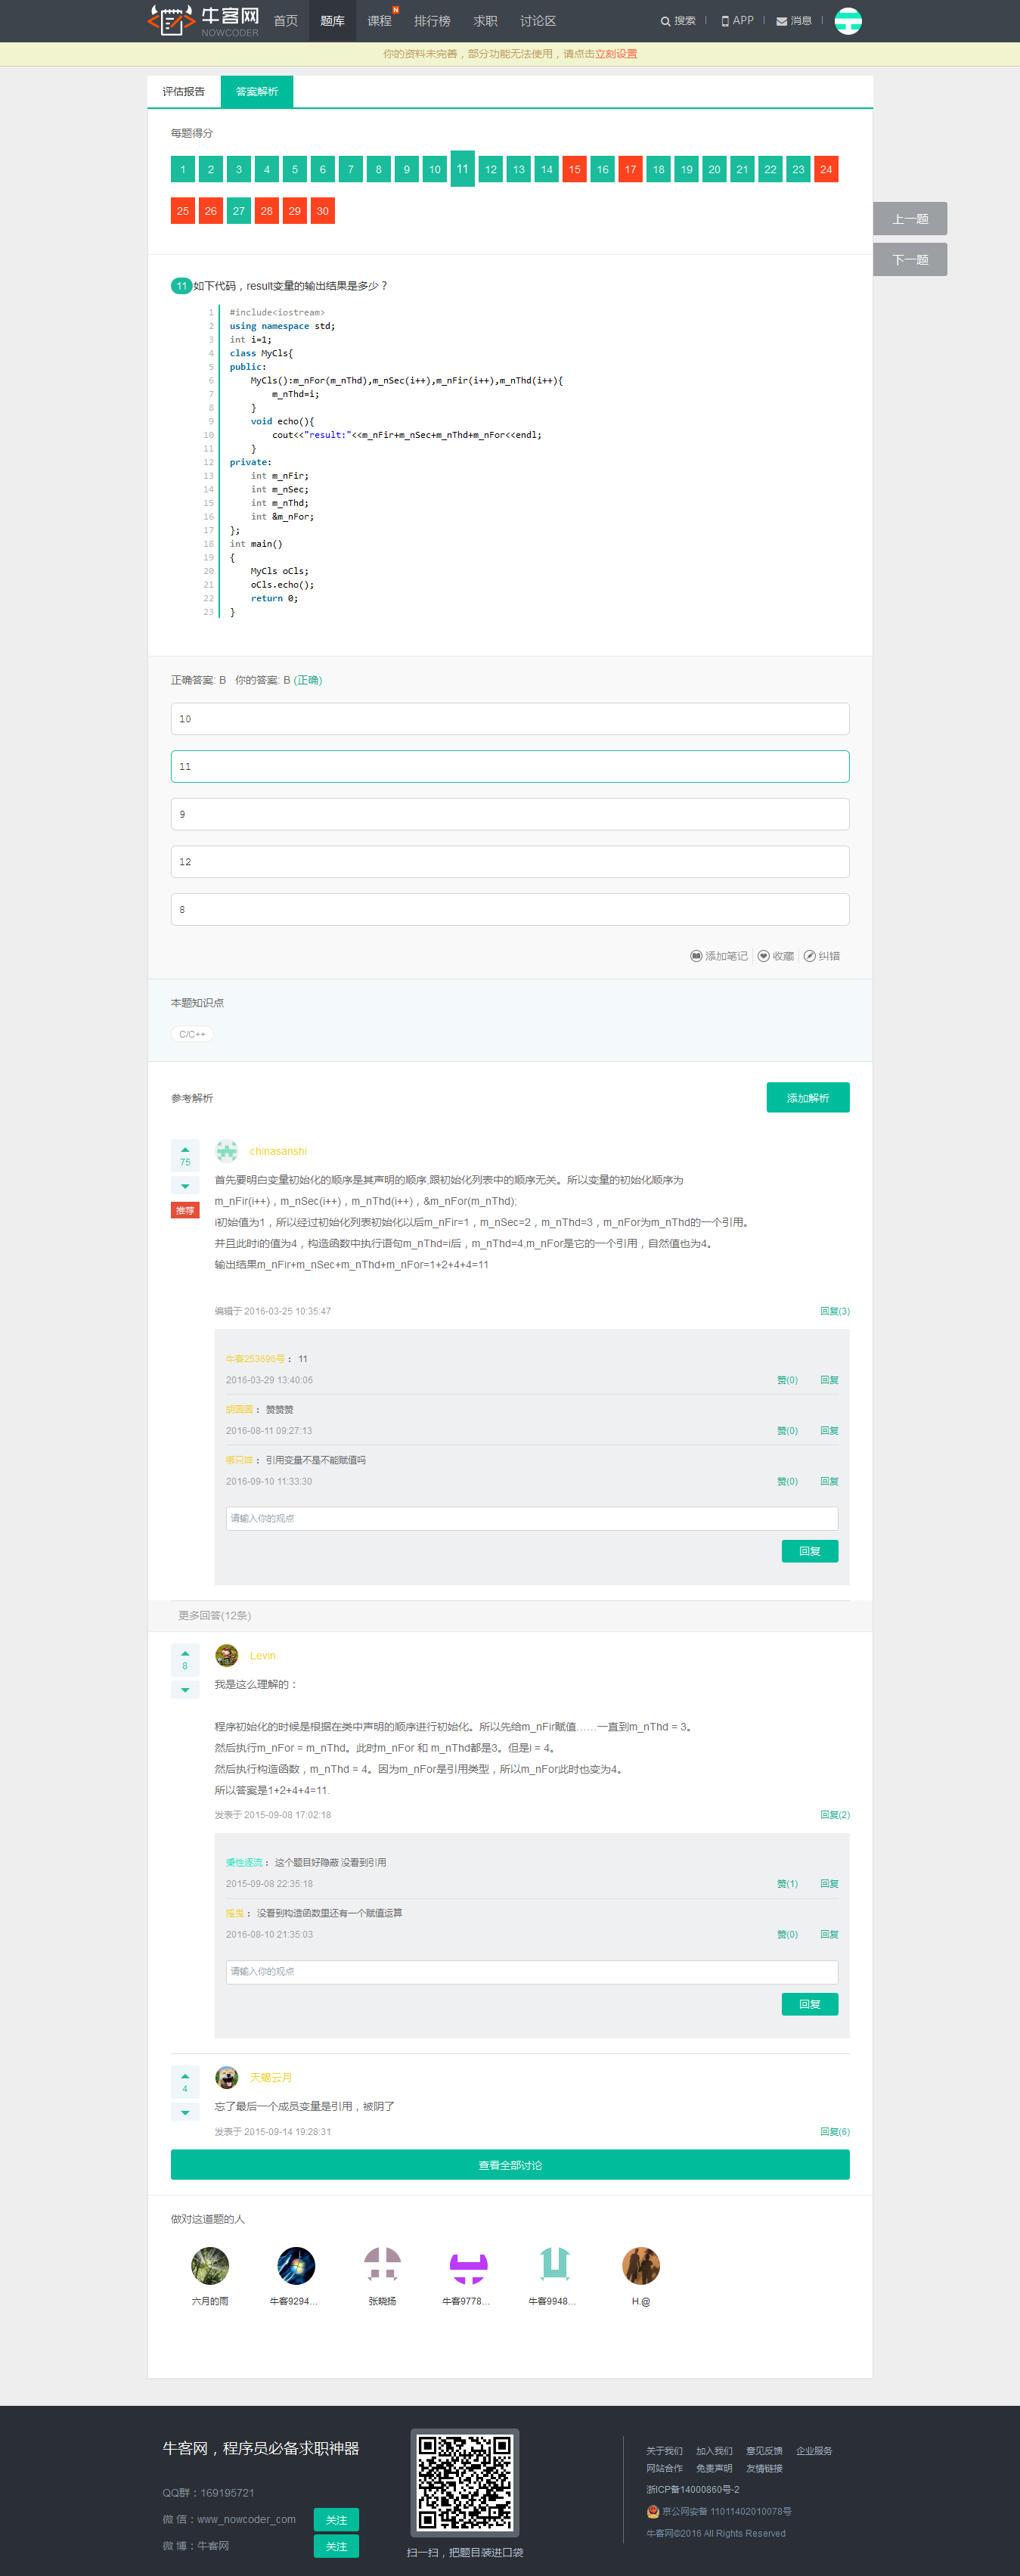 牛客网
NOWCODER
首页 题库 课程 N 排行榜 求职 讨论区 搜索 APP 消息
你的资料未完善，部分功能无法使用，请点击立刻设置
评估报告 答案解析
每题得分
1 2 3 4 5 6 7 8 9 10 11 12 13 14 15 16 17 18 19 20 21 22 23 24
25 26 27 28 29 30
上一题
下一题
11 如下代码，result变量的输出结果是多少？
1 #include<iostream>
2 using namespace std;
3 int i=1;
4 class MyCls{
5 public:
6 MyCls():m_nFor(m_nThd),m_nSec(i++),m_nFir(i++),m_nThd(i++){
7 m_nThd=i;
8 }
9 void echo(){
10 cout<<"result:"<<m_nFir+m_nSec+m_nThd+m_nFor<<endl;
11 }
12 private:
13 int m_nFir;
14 int m_nSec;
15 int m_nThd;
16 int &m_nFor;
17 };
18 int main()
19 {
20 MyCls oCls;
21 oCls.echo();
22 return 0;
23 }
正确答案: B 你的答案: B (正确)
10
11
9
12
8
添加笔记 收藏 纠错
本题知识点
C/C++
参考解析 添加解析
75
推荐
chinasanshi
首先要明白变量初始化的顺序是其声明的顺序,跟初始化列表中的顺序无关。所以变量的初始化顺序为
m_nFir(i++)，m_nSec(i++)，m_nThd(i++)，&m_nFor(m_nThd);
i初始值为1，所以经过初始化列表初始化以后m_nFir=1，m_nSec=2，m_nThd=3，m_nFor为m_nThd的一个引用。
并且此时i的值为4，构造函数中执行语句m_nThd=i后，m_nThd=4,m_nFor是它的一个引用，自然值也为4。
输出结果m_nFir+m_nSec+m_nThd+m_nFor=1+2+4+4=11
编辑于 2016-03-25 10:35:47 回复(3)
牛客253696号： 11
2016-03-29 13:40:06 赞(0) 回复
： 赞赞赞
2016-08-11 09:27:13 赞(0) 回复
： 引用变量不是不能赋值吗
2016-09-10 11:33:30 赞(0) 回复
请输入你的观点
回复
更多回答(12条)
8
Levin
我是这么理解的：
程序初始化的时候是根据在类中声明的顺序进行初始化。所以先给m_nFir赋值……一直到m_nThd = 3。
然后执行m_nFor = m_nThd。此时m_nFor 和 m_nThd都是3。但是i = 4。
然后执行构造函数，m_nThd = 4。因为m_nFor是引用类型，所以m_nFor此时也变为4。
所以答案是1+2+4+4=11.
发表于 2015-09-08 17:02:18 回复(2)
秉性逐流： 这个题目好隐蔽 没看到引用
2015-09-08 22:35:18 赞(1) 回复
： 没看到构造函数里还有一个赋值运算
2016-08-10 21:35:03 赞(0) 回复
请输入你的观点
回复
4
天蝎云月
忘了最后一个成员变量是引用，被阴了
发表于 2015-09-14 19:28:31 回复(6)
查看全部讨论
做对这道题的人
六月的雨 牛客9294... 张晓扬 牛客9778... 牛客9948... H.@
牛客网，程序员必备求职神器
QQ群：169195721
微 信：www_nowcoder_com 关注
微 博：牛客网 关注
扫一扫，把题目装进口袋
关于我们 加入我们 意见反馈 企业服务
网站合作 免责声明 友情链接
浙ICP备14000860号-2
京公网安备 11011402010078号
牛客网©2016 All Rights Reserved